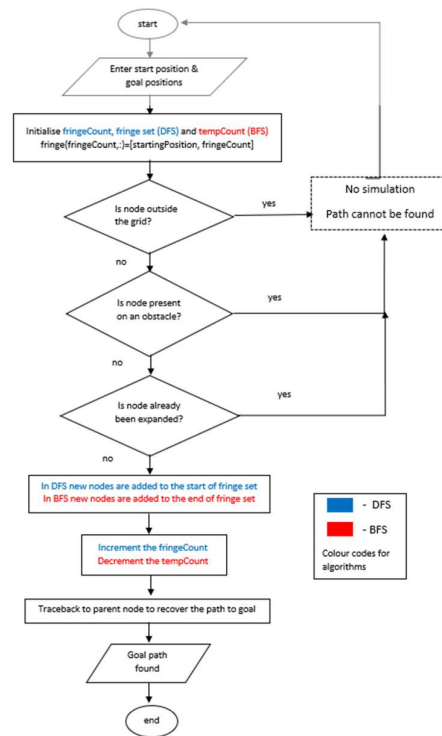 start
Enter start position &
goal positions
Initialise fringeCount, fringe set (DFS) and tempCount (BFS)
fringe(fringeCount,:)=[startingPosition, fringeCount]
Is node outside
the grid?
yes
No simulation
Path cannot be found
no
Is node present
on an obstacle?
yes
no
Is node already
been expanded?
yes
no
In DFS new nodes are added to the start of fringe set
In BFS new nodes are added to the end of fringe set
Increment the fringeCount
Decrement the tempCount
- DFS
- BFS
Colour codes for
algorithms
Traceback to parent node to recover the path to goal
Goal path
found
end